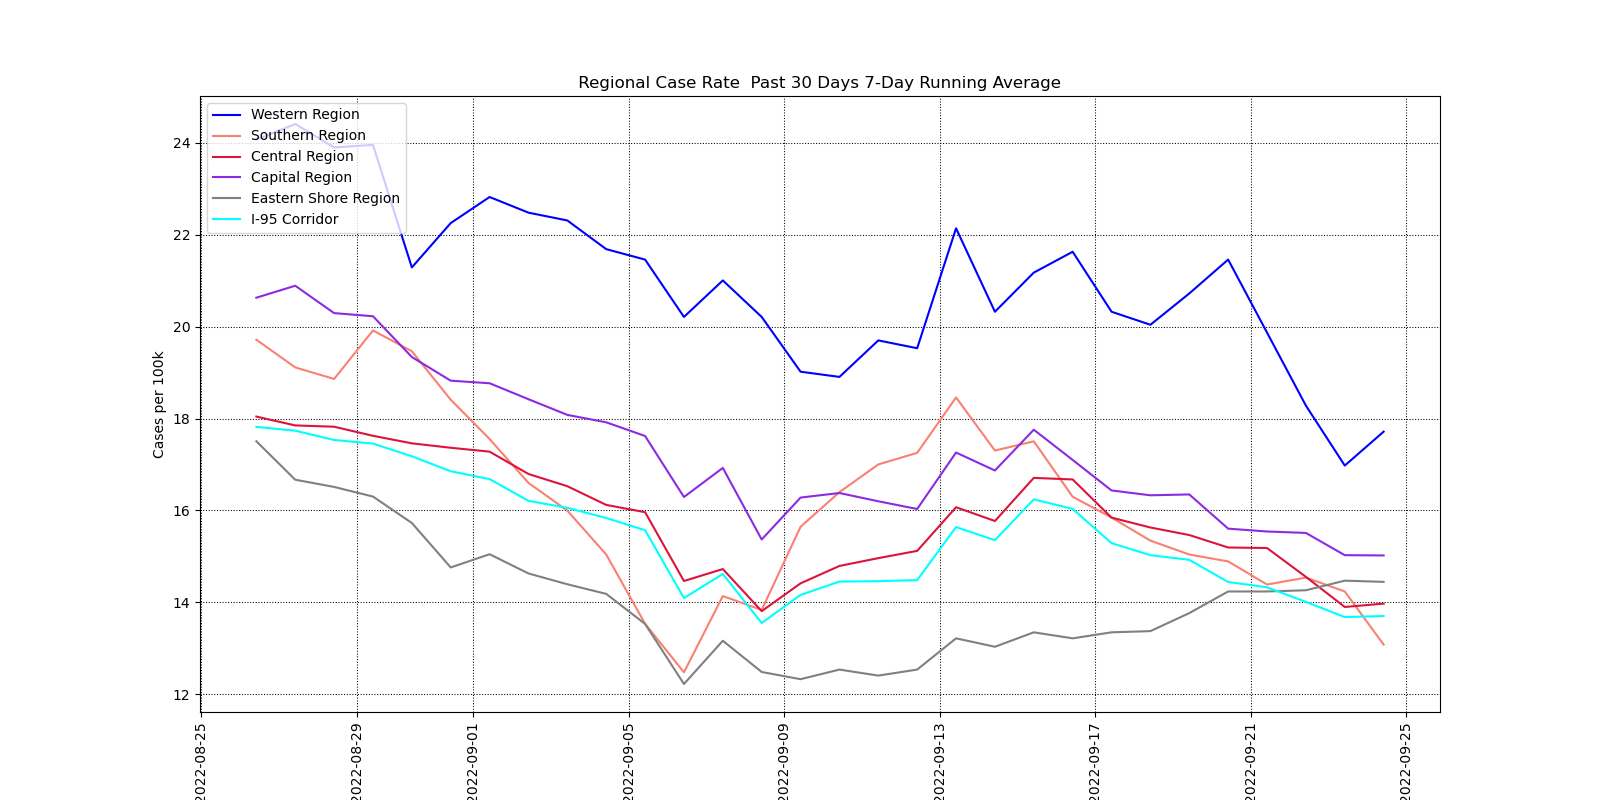 Regional Case Rate  Past 30 Days 7-Day Running Average
Western Region
Southern Region
Central Region
Capital Region
Eastern Shore Region
I-95 Corridor
Cases per 100k
24
22
20
18
16
14
12
2022-08-25
2022-08-29
2022-09-01
2022-09-05
2022-09-09
2022-09-13
2022-09-17
2022-09-21
2022-09-25